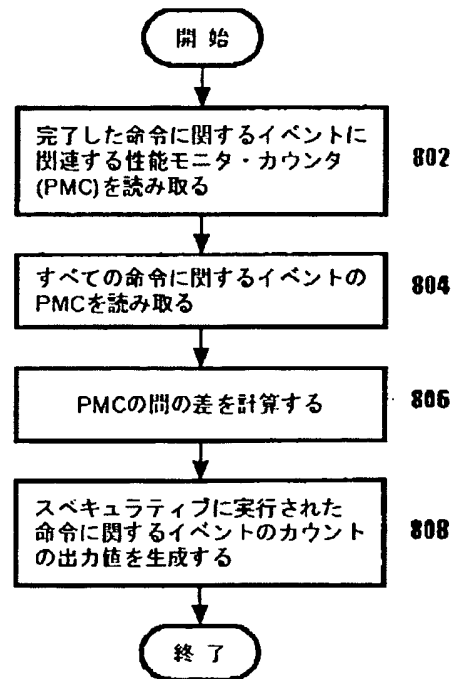 開始
完了した命令に関するイベントに
関連する性能モニタ・カウンタ
(PMC)を読み取る
802
すべての命令に関するイベントの
PMCを読み取る
804
PMCの間の差を計算する
806
スペキュラティブに実行された
命令に関するイベントのカウント
の出力値を生成する
808
終了